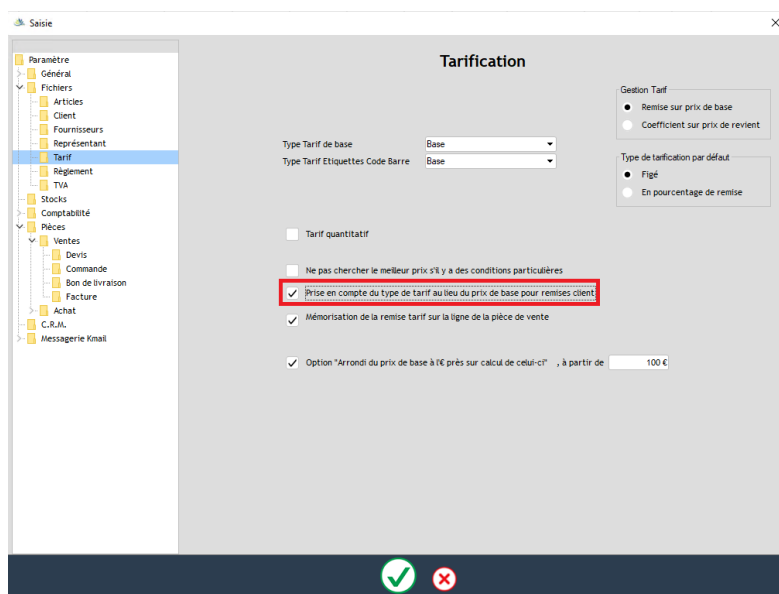 Saisie
Paramètre
Général
Fichiers
Articles
Client
Fournisseurs
Représentant
Tarif
Règlement
TVA
Stocks
Comptabilité
Pièces
Ventes
Devis
Commande
Bon de livraison
Facture
Achat
C.R.M.
Messagerie Kmail
Tarification
Gestion Tarif
Remise sur prix de base
Coefficient sur prix de revient
Type Tarif de base Base
Type Tarif Etiquettes Code Barre Base
Type de tarification par défaut
Figé
En pourcentage de remise
Tarif quantitatif
Ne pas chercher le meilleur prix s'il y a des conditions particulières
Prise en compte du type de tarif au lieu du prix de base pour remises client
Mémorisation de la remise tarif sur la ligne de la pièce de vente
Option "Arrondi du prix de base à l'€ près sur calcul de celui-ci" , à partir de 100 €